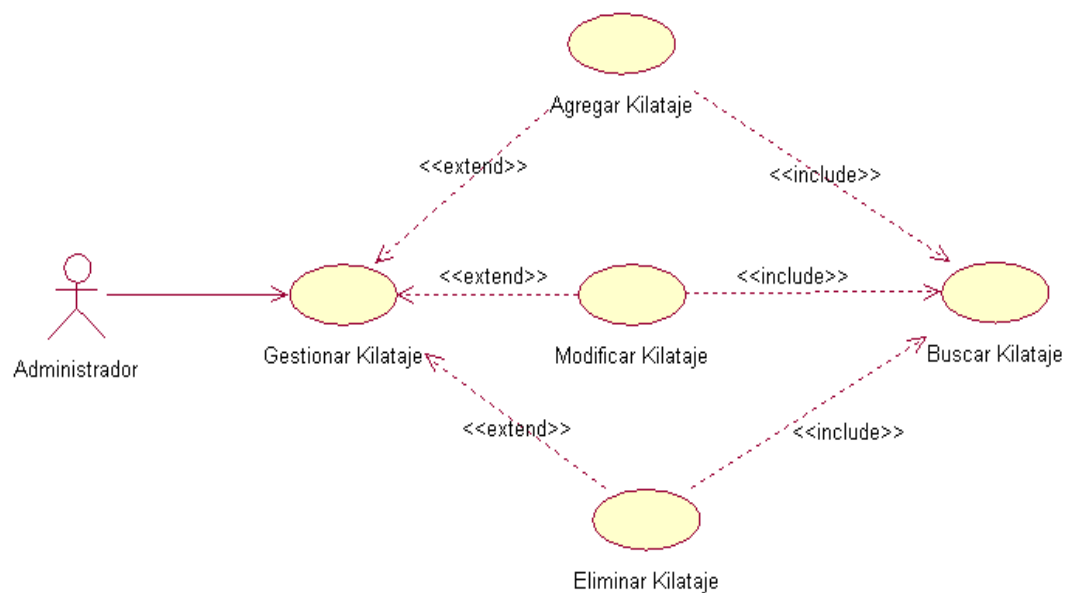 Agregar Kilataje
<<extend>>
<<include>>
<<extend>>
<<include>>
Administrador
Gestionar Kilataje
Modificar Kilataje
Buscar Kilataje
<<extend>>
<<include>>
Eliminar Kilataje